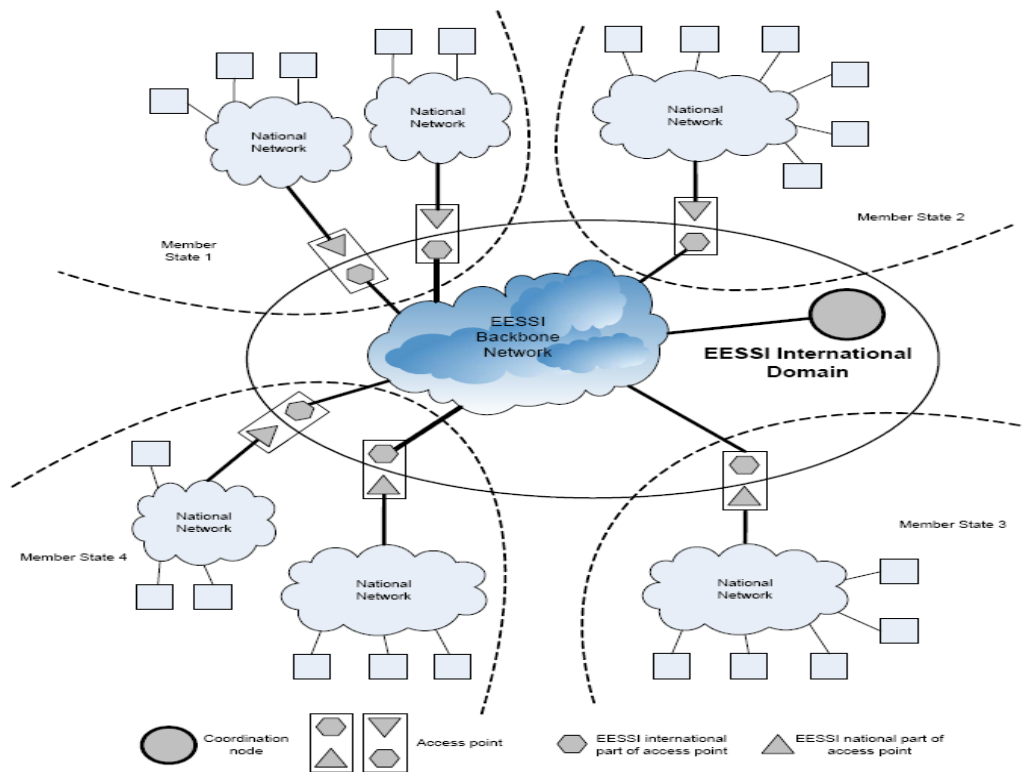 National
Network
National
Network
National
Network
Member State 2
Member
State 1
EESSI
Backbone
Network
EESSI International
Domain
National
Network
Member State 3
Member State 4
National
Network
National
Network
Coordination
node
Access point
EESSI international
part of access point
EESSI national part of
access point